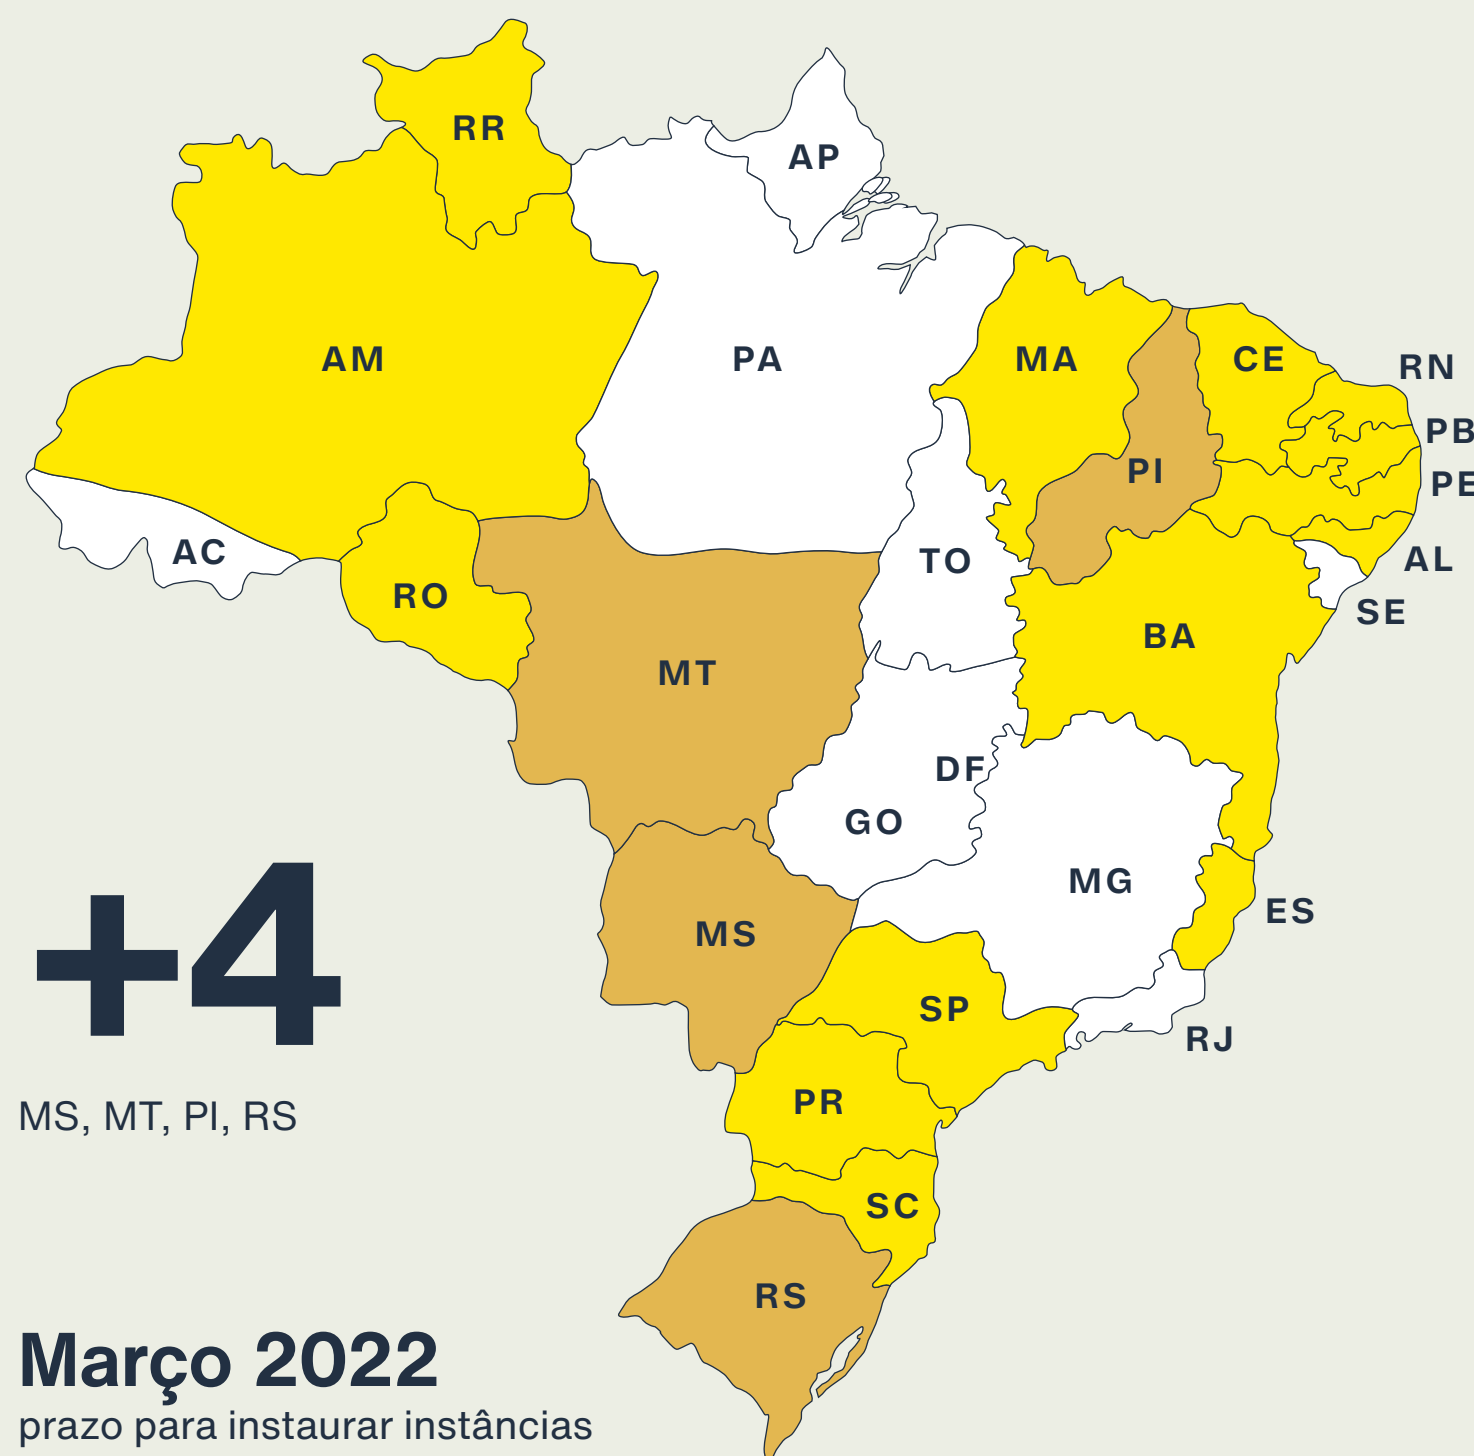 RR
AP
AM
PA
MA
CE
RN
PB
PE
PI
AC
TO
AL
RO
SE
BA
MT
DF
GO
MG
ES
MS
SP
RJ
PR
SC
RS
+4
MS, MT, PI, RS
Março 2022
prazo para instaurar instâncias